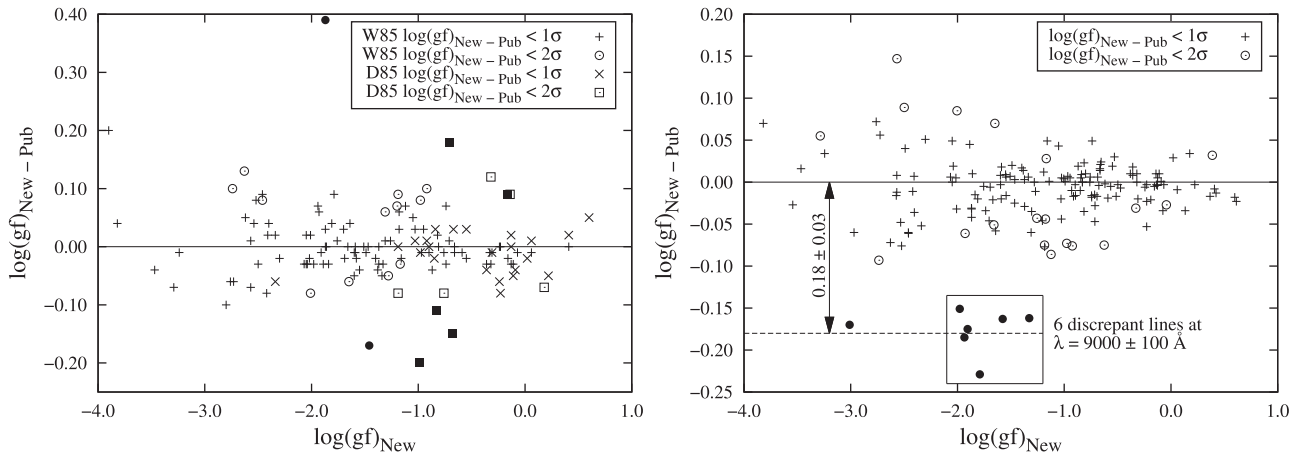 0.40
0.30
0.20
0.10
0.00
−0.10
−0.20
−4.0 −3.0 −2.0 −1.0 0.0 1.0
log(gf)New
log(gf)New − Pub
W85 log(gf)New − Pub < 1σ
W85 log(gf)New − Pub < 2σ
D85 log(gf)New − Pub < 1σ
D85 log(gf)New − Pub < 2σ
0.20
0.15
0.10
0.05
0.00
−0.05
−0.10
−0.15
−0.20
−0.25
−4.0 −3.0 −2.0 −1.0 0.0 1.0
log(gf)New
log(gf)New − Pub
log(gf)New − Pub < 1σ
log(gf)New − Pub < 2σ
0.18 ± 0.03
6 discrepant lines at
λ = 9000 ± 100 Å